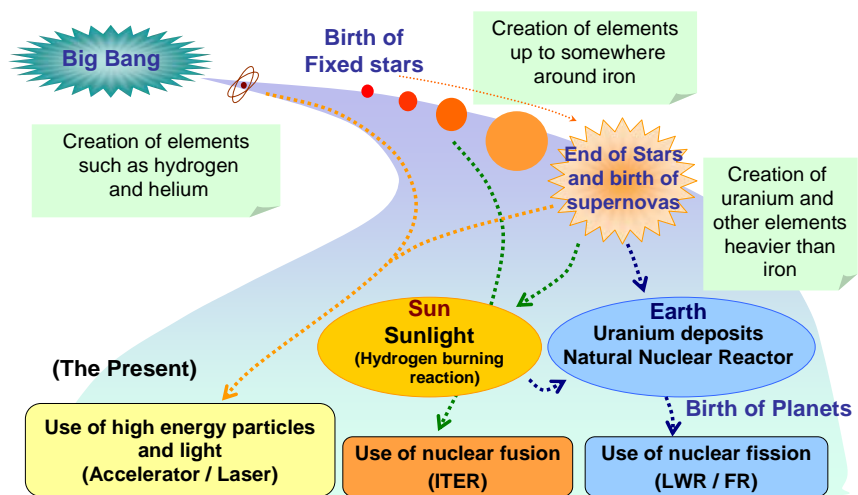 Big Bang
Birth of
Fixed stars
Creation of elements
up to somewhere
around iron
Creation of elements
such as hydrogen
and helium
End of Stars
and birth of
supernovas
Creation of
uranium and
other elements
heavier than
iron
Sun
Sunlight
(Hydrogen burning
reaction)
Earth
Uranium deposits
Natural Nuclear Reactor
(The Present)
Birth of Planets
Use of high energy particles
and light
(Accelerator / Laser)
Use of nuclear fusion
(ITER)
Use of nuclear fission
(LWR / FR)